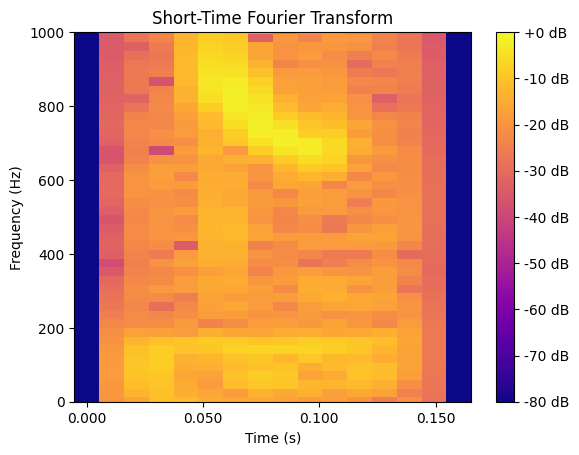 Short-Time Fourier Transform
1000
800
600
400
200
0
Frequency (Hz)
0.000
0.050
0.100
0.150
Time (s)
+0 dB
-10 dB
-20 dB
-30 dB
-40 dB
-50 dB
-60 dB
-70 dB
-80 dB